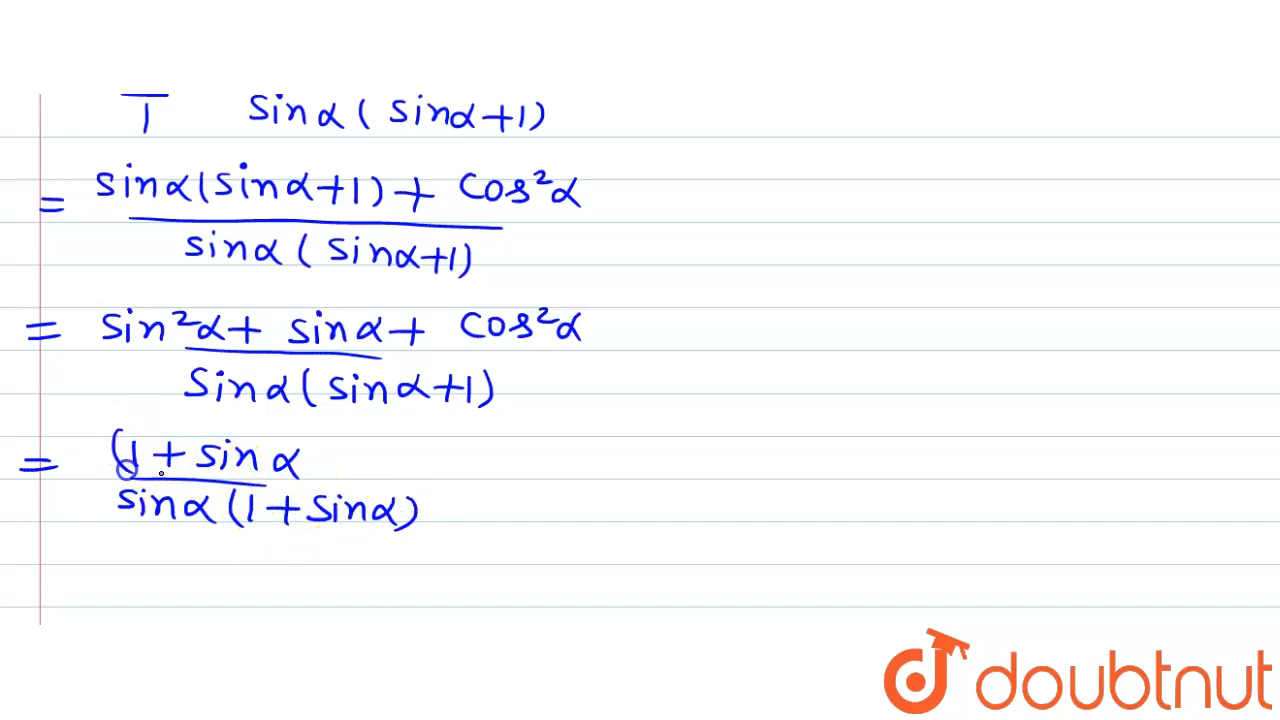 1 sinα(sinα+1)
= sinα(sinα+1) + cos²α
sinα(sinα+1)
= sin²α + sinα + cos²α
sinα(sinα+1)
= (1 + sinα
sinα(1 + sinα)
doubtnut